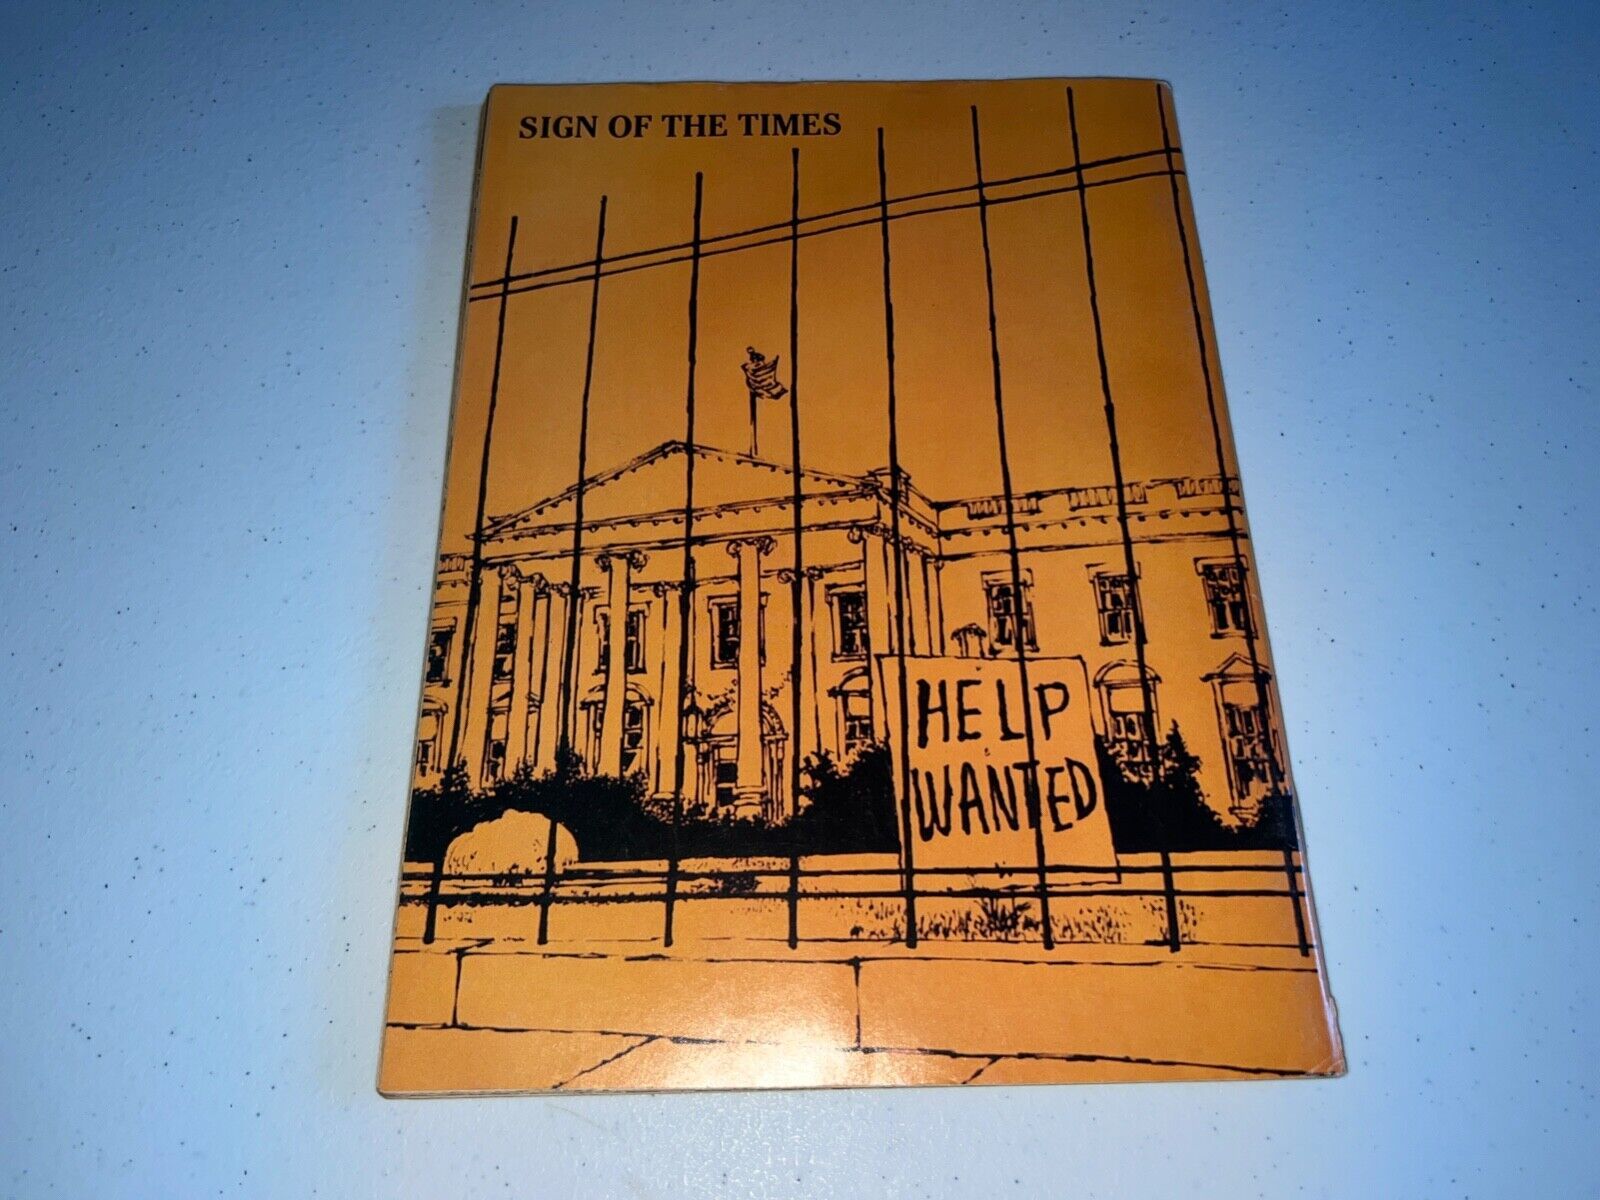 SIGN OF THE TIMES
HELP
WANTED